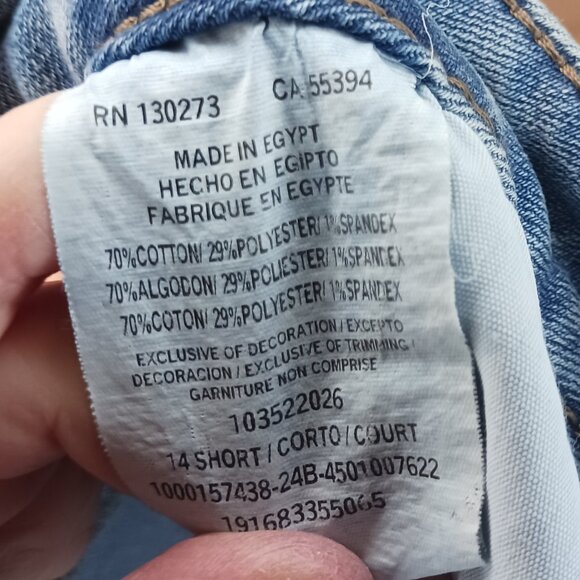 RN 130273 CA 55394
MADE IN EGYPT
HECHO EN EGIPTO
FABRIQUE EN EGYPTE
70%COTTON/ 29%POLYESTER/ 1%SPANDEX
70%ALGODON/ 29%POLIESTER/ 1%SPANDEX
70%COTON/ 29%POLYESTER/ 1%SPANDEX
EXCLUSIVE OF DECORATION / EXCEPTO
DECORACION / EXCLUSIVE OF TRIMMING /
GARNITURE NON COMPRISE
103522026
14 SHORT / CORTO / COURT
1000157438-24B-4501007622
191683355065